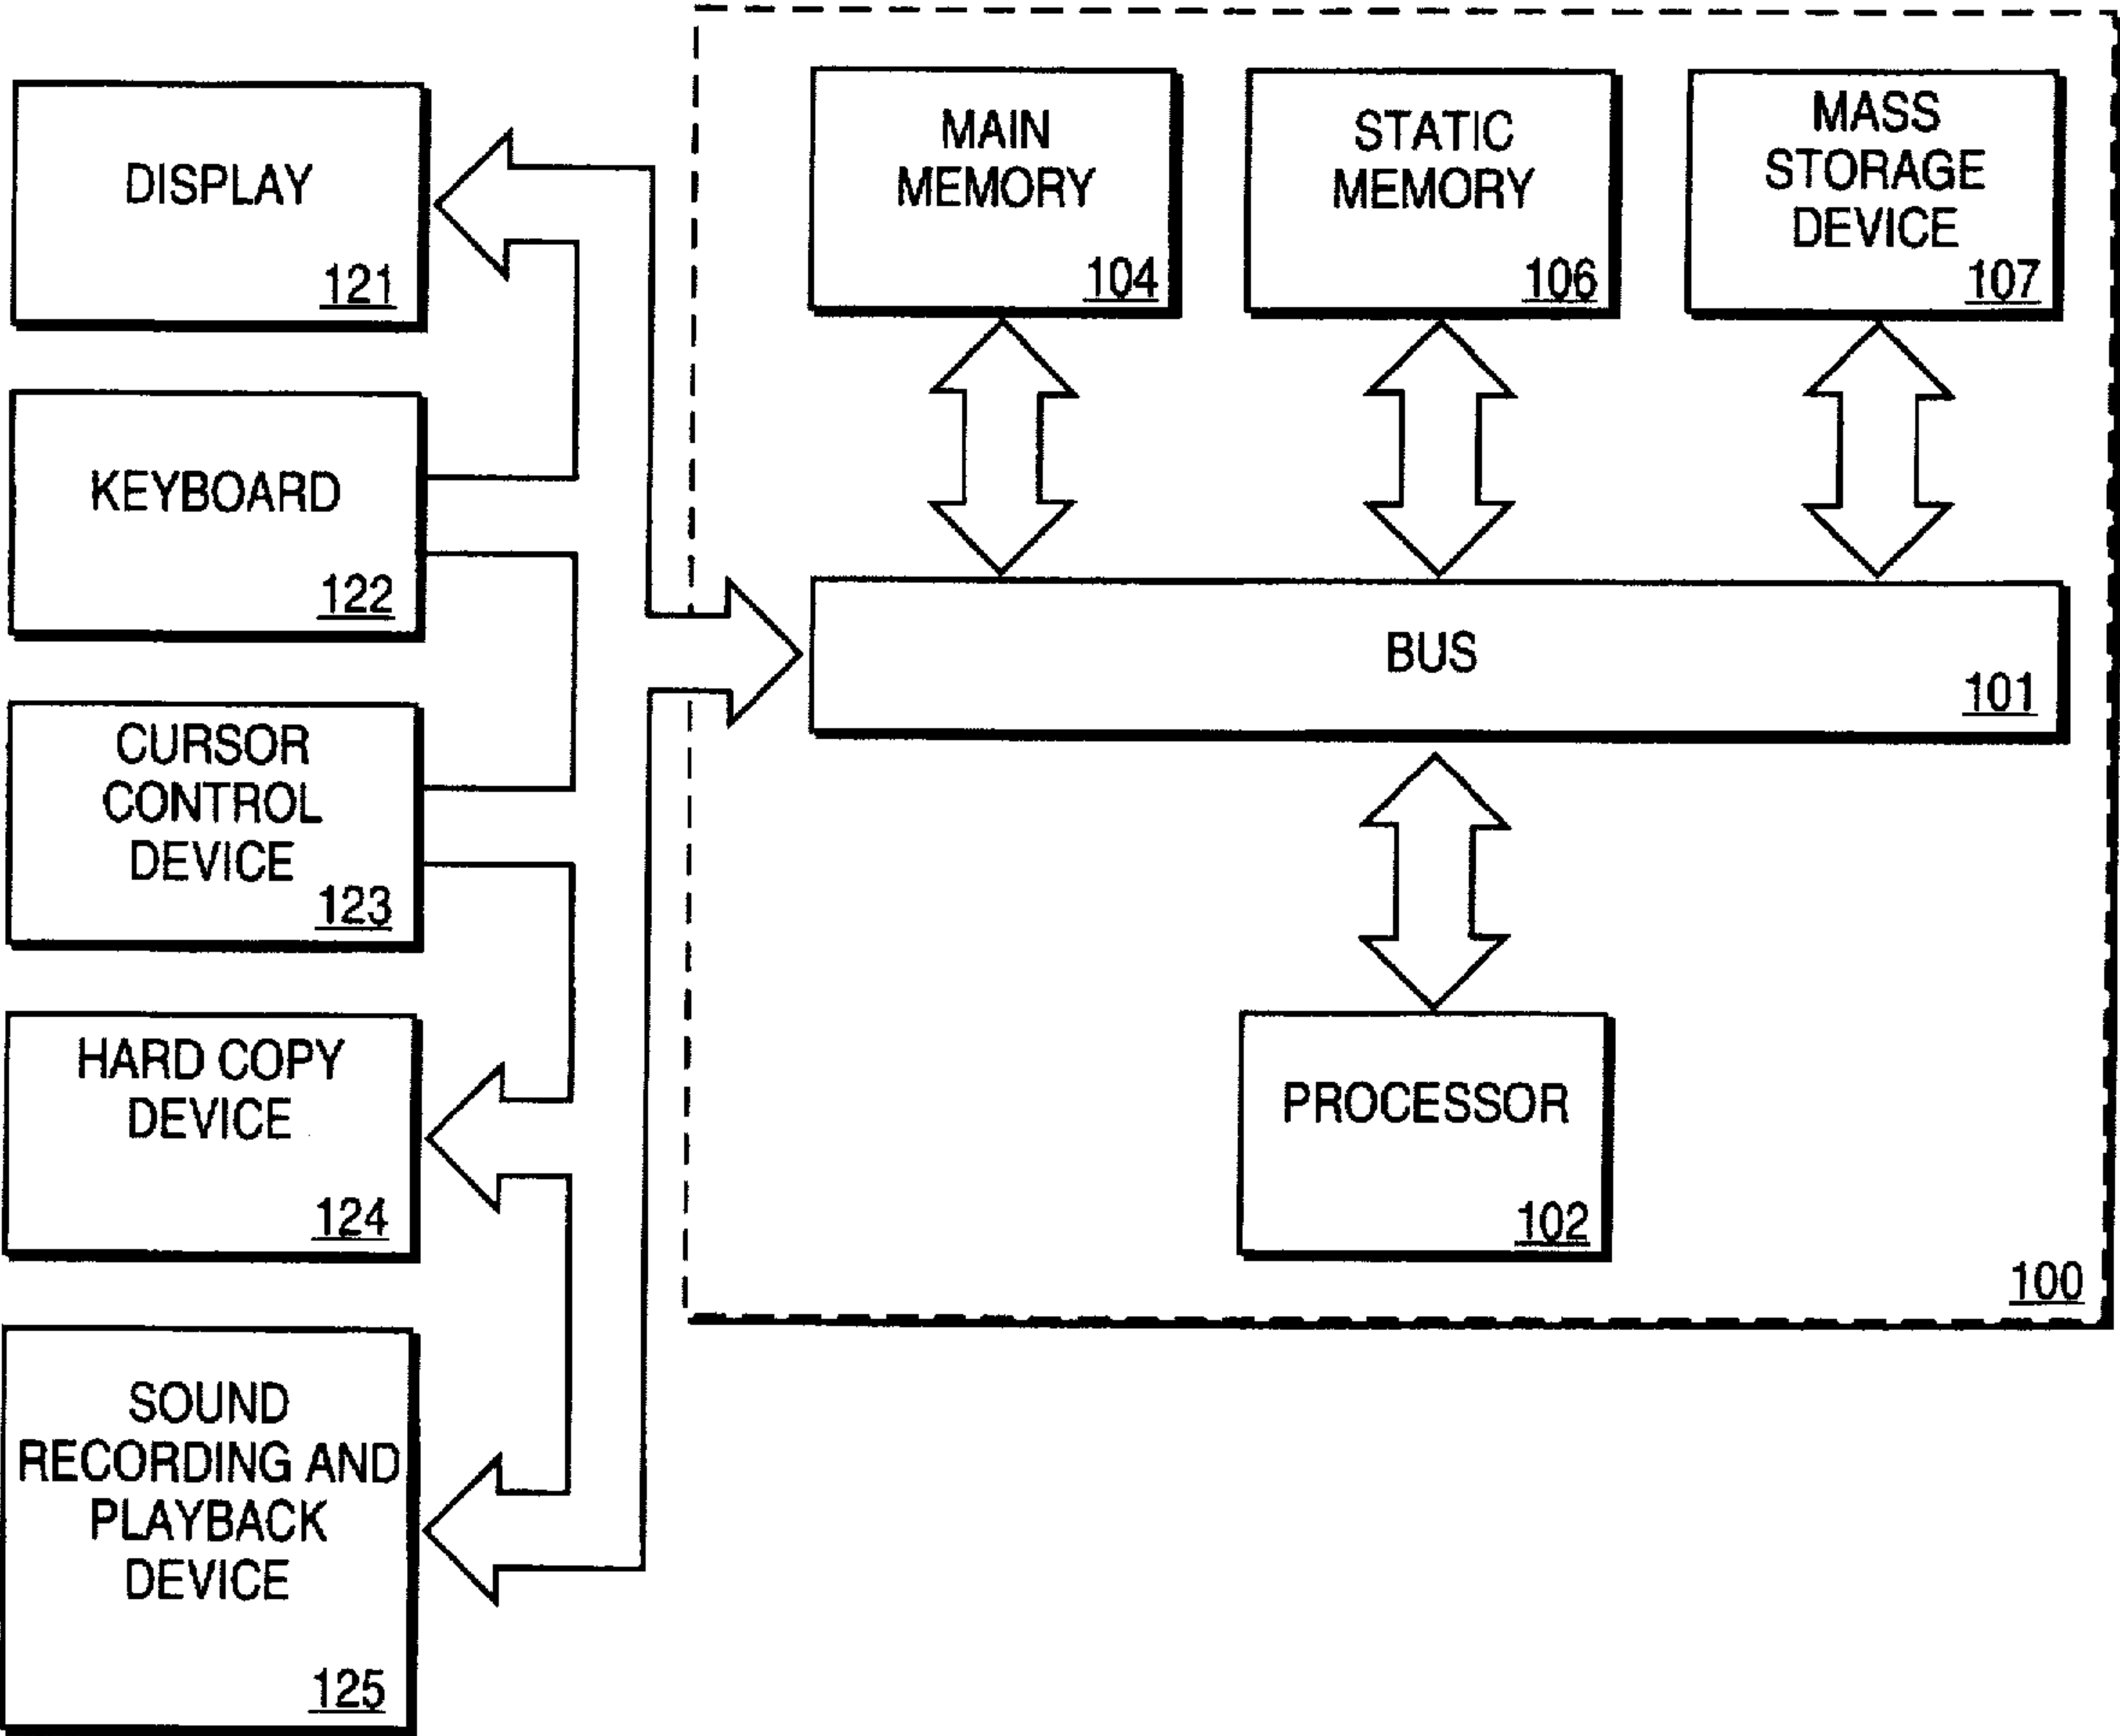 DISPLAY
121
KEYBOARD
122
CURSOR
CONTROL
DEVICE
123
HARD COPY
DEVICE
124
SOUND
RECORDING AND
PLAYBACK
DEVICE
125
MAIN
MEMORY
104
STATIC
MEMORY
106
MASS
STORAGE
DEVICE
107
BUS
101
PROCESSOR
102
100